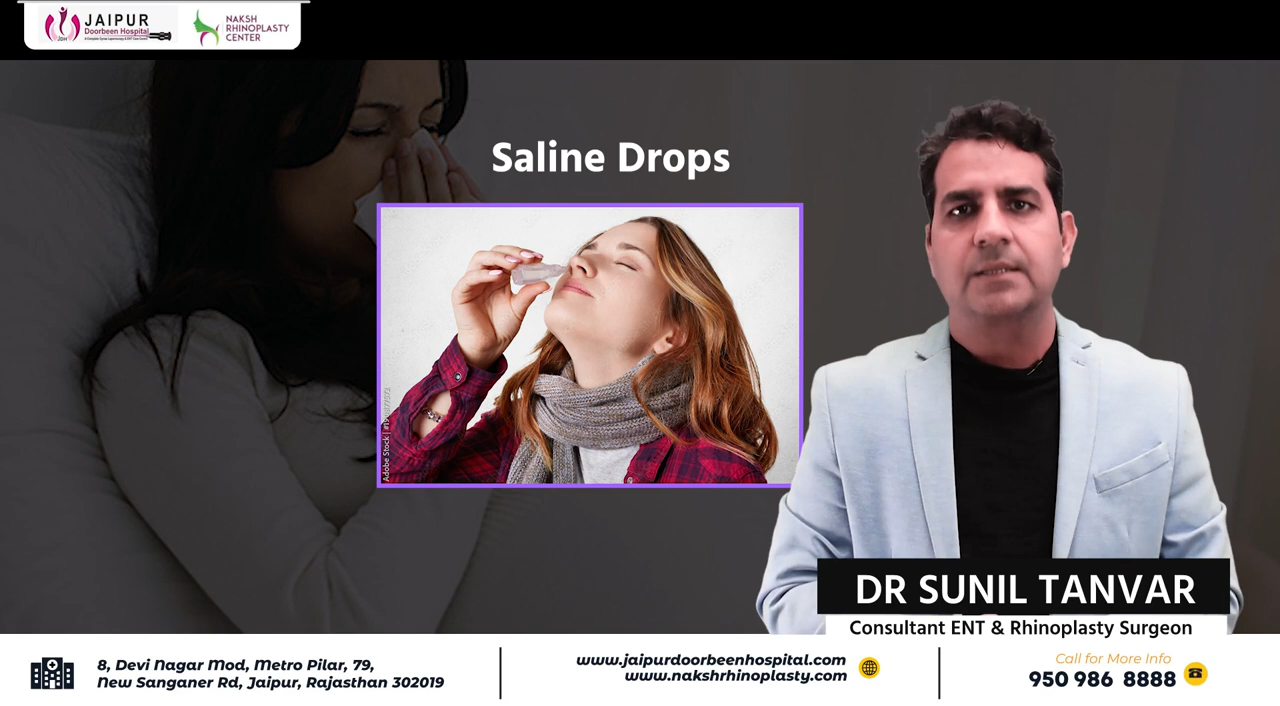 JAIPUR
Doorbeen Hospital
JDH
NAKSH
RHINOPLASTY
CENTER
Saline Drops
DR SUNIL TANVAR
Consultant ENT & Rhinoplasty Surgeon
8, Devi Nagar Mod, Metro Pilar, 79,
New Sanganer Rd, Jaipur, Rajasthan 302019
www.jaipurdoorbeenhospital.com
www.nakshrhinoplasty.com
Call for More Info
950 986 8888